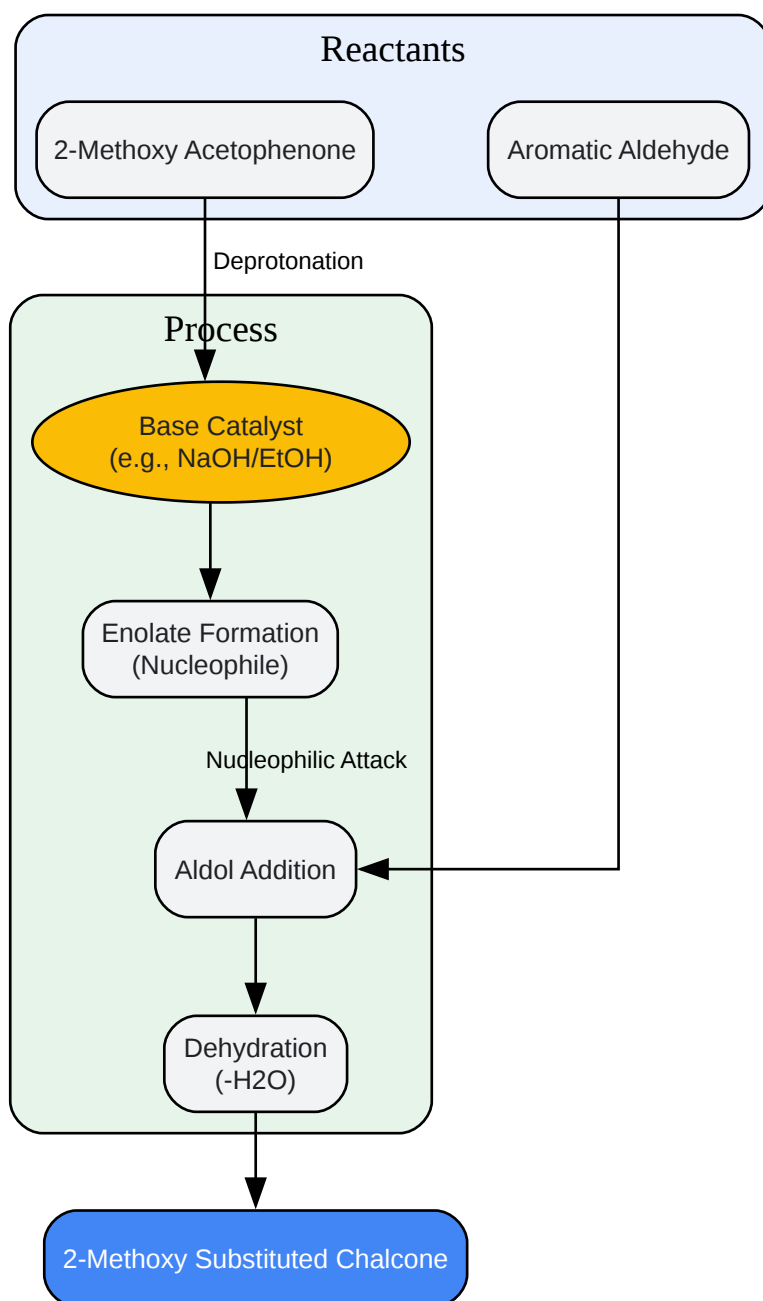 Reactants
2-Methoxy Acetophenone
Aromatic Aldehyde
Deprotonation
Process
Base Catalyst
(e.g., NaOH/EtOH)
Enolate Formation
(Nucleophile)
Nucleophilic Attack
Aldol Addition
Dehydration
(-H2O)
2-Methoxy Substituted Chalcone